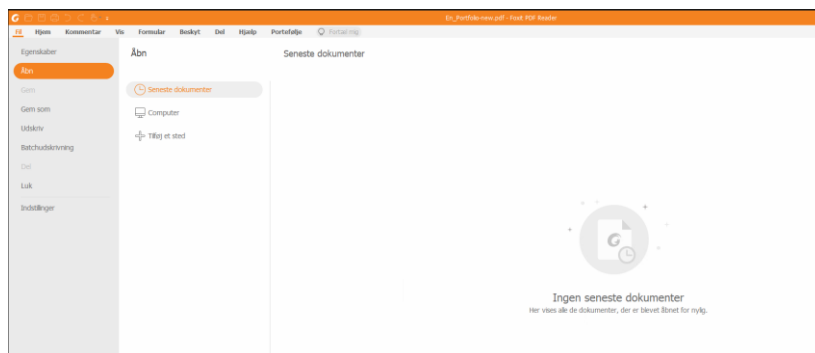 En_Portfolio-new.pdf - Foxit PDF Reader
Fil Hjem Kommentar Vis Formular Beskyt Del Hjælp Portefølje Fortæl mig
Egenskaber
Åbn
Gem
Gem som
Udskriv
Batchudskrivning
Del
Luk
Indstillinger
Åbn
Seneste dokumenter
Computer
Tilføj et sted
Seneste dokumenter
Ingen seneste dokumenter
Her vises alle de dokumenter, der er blevet åbnet for nylig.